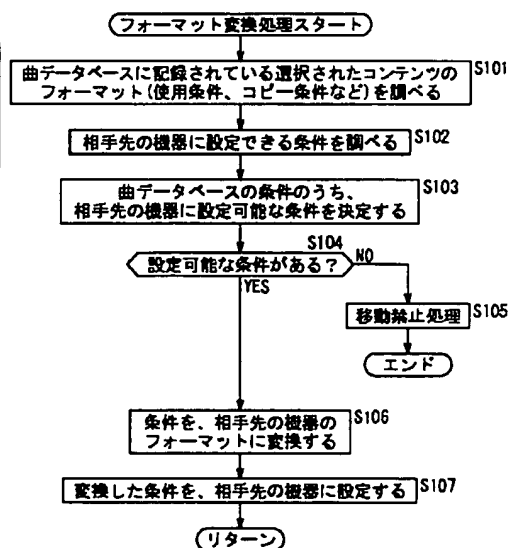 フォーマット変換処理スタート
S101
曲データベースに記録されている選択されたコンテンツの
フォーマット(使用条件、コピー条件など)を調べる
S102
相手先の機器に設定できる条件を調べる
S103
曲データベースの条件のうち、
相手先の機器に設定可能な条件を決定する
S104
設定可能な条件がある?
NO
YES
S105
移動禁止処理
エンド
S106
条件を、相手先の機器の
フォーマットに変換する
S107
変換した条件を、相手先の機器に設定する
リターン